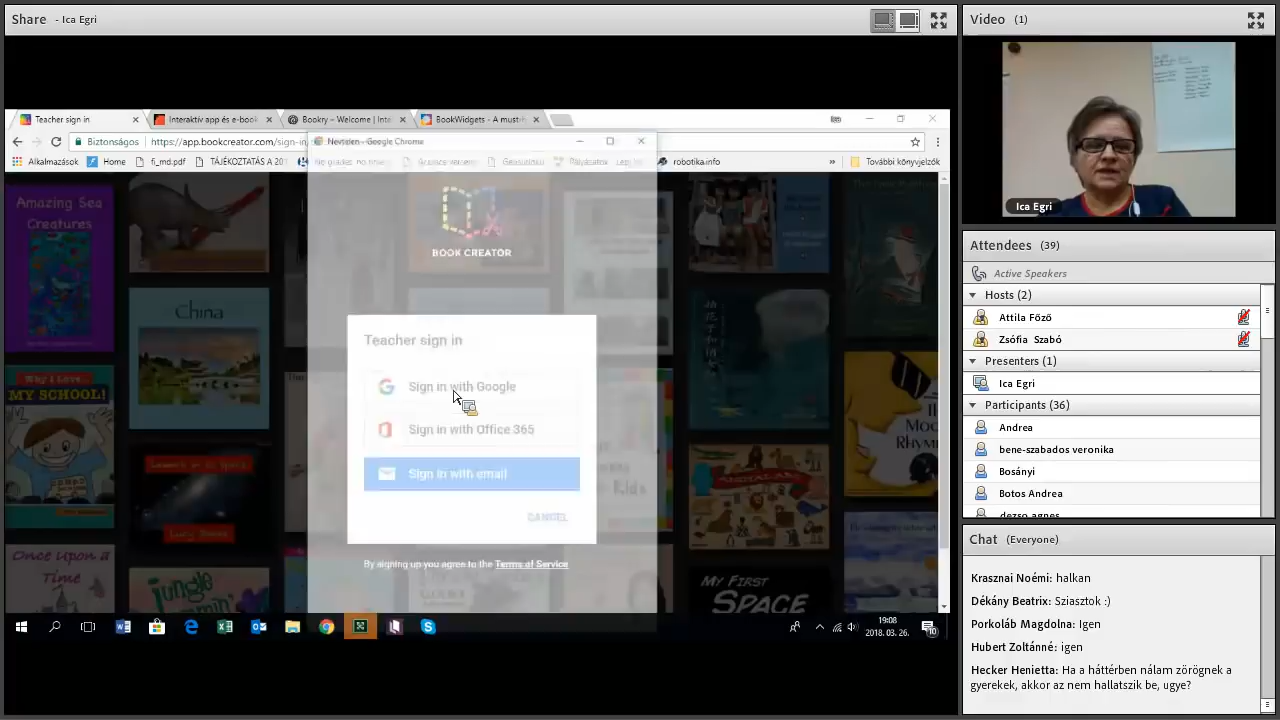 Share - Ica Egri
Teacher sign in
Interaktív app és e-book
Bookry – Welcome | Inte
BookWidgets - A must-h
Névtelen - Google Chrome
Biztonságos
https://app.bookcreator.com/sign-in
Alkalmazások
Home
fi_md.pdf
TÁJÉKOZTATÁS A 201
robotika.info
»
További könyvjelzők
Amazing Sea
Creatures
China
Why I Love...
MY SCHOOL!
Once Upon a
Time
jungle
MY FIRST
SPACE
BOOK CREATOR
Teacher sign in
Sign in with Google
Sign in with Office 365
Sign in with email
CANCEL
By signing up you agree to the Terms of Service
19:08
2018. 03. 26.
10
Video (1)
Ica Egri
Attendees (39)
Active Speakers
Hosts (2)
Attila Főző
Zsófia Szabó
Presenters (1)
Ica Egri
Participants (36)
Andrea
bene-szabados veronika
Bosányi
Botos Andrea
dezso agnes
Chat (Everyone)
Krasznai Noémi: halkan
Dékány Beatrix: Sziasztok :)
Porkoláb Magdolna: Igen
Hubert Zoltánné: igen
Hecker Henietta: Ha a háttérben nálam zörögnek a
gyerekek, akkor az nem hallatszik be, ugye?